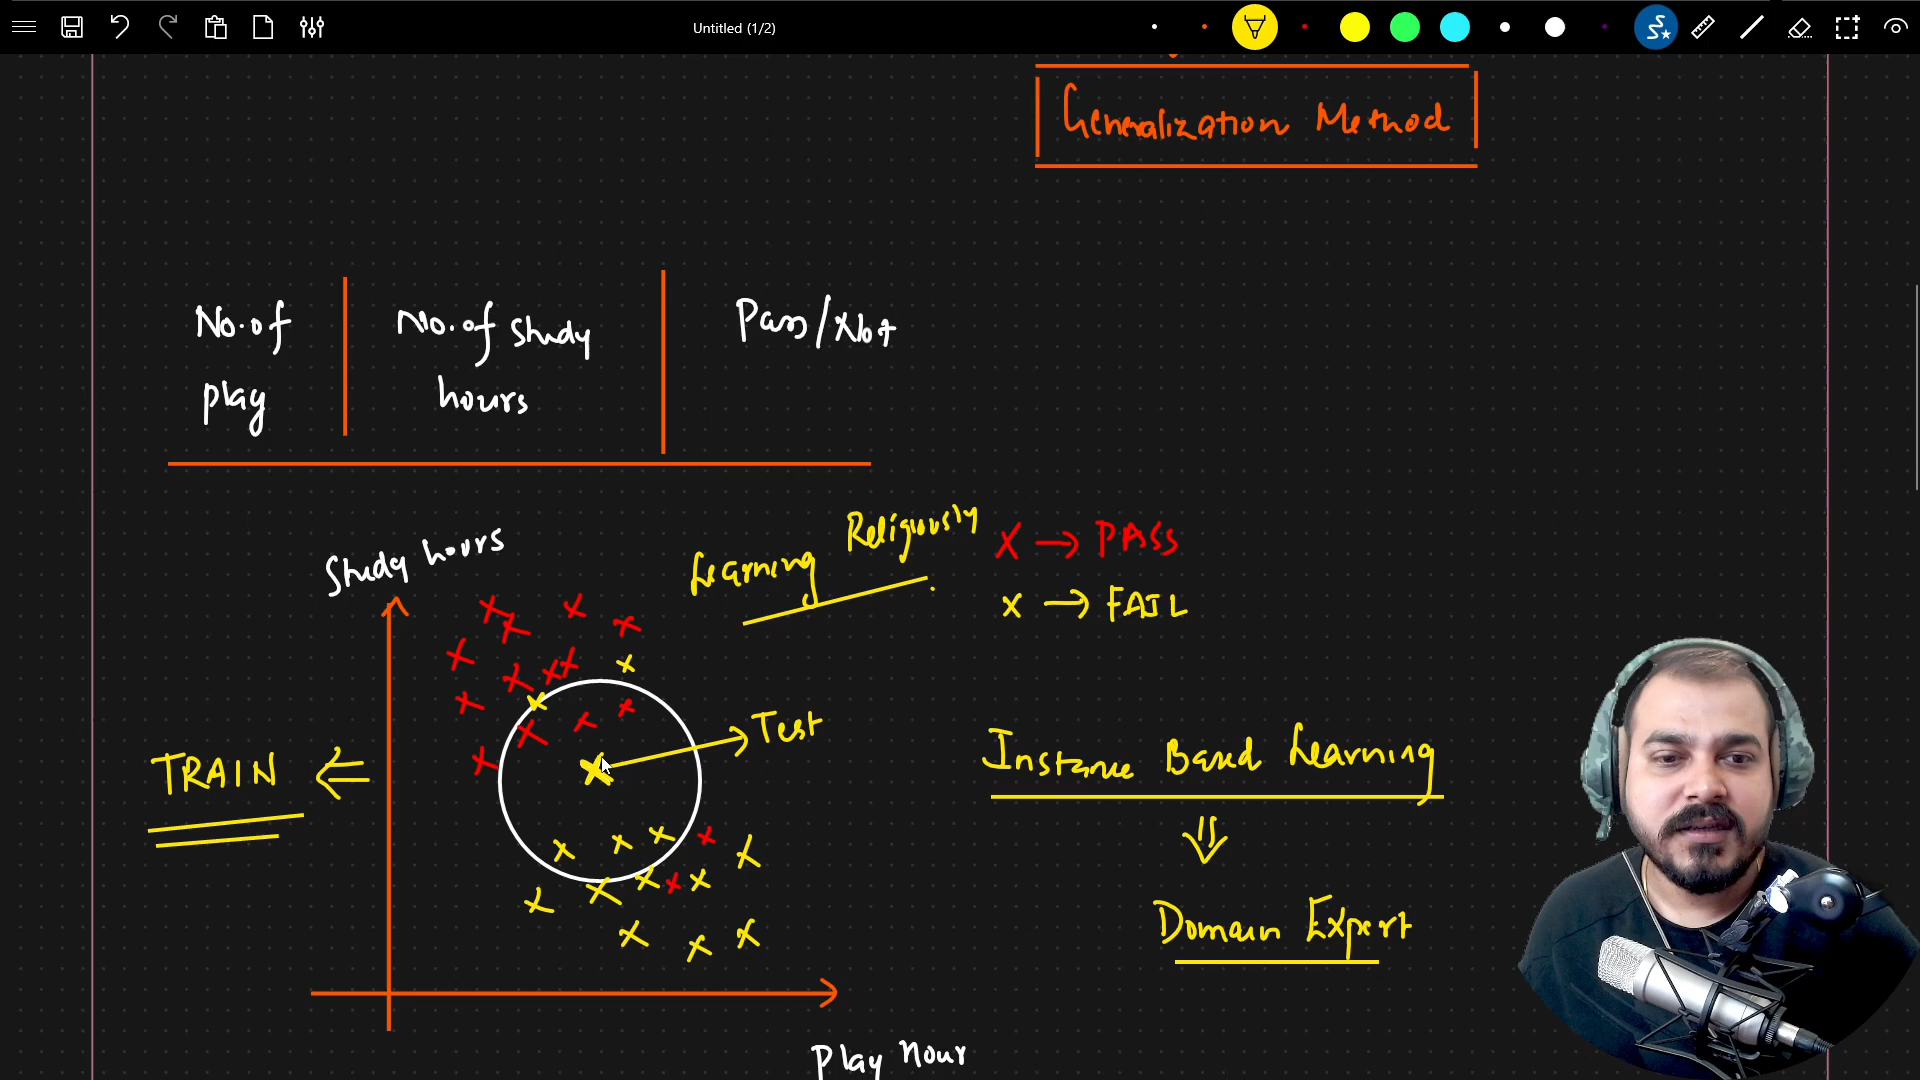 Untitled (1/2)
Generalization Method
No. of play
No. of study hours
Pass/Not
Study hours
Learning Religiously
X → PASS
x → FAIL
Test
TRAIN
Instance Based Learning
Domain Expert
Play hour